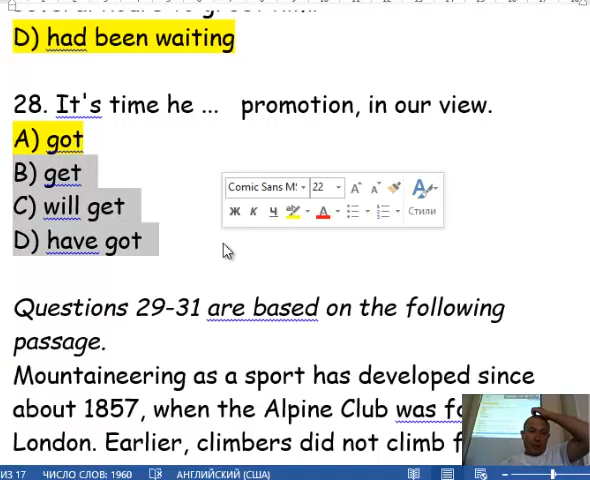 D) had been waiting
28. It's time he ... promotion, in our view.
A) got
B) get
C) will get
D) have got
Comic Sans MS 22
Ж К Ч
Стили
Questions 29-31 are based on the following
passage.
Mountaineering as a sport has developed since
about 1857, when the Alpine Club was
London. Earlier, climbers did not climb
ИЗ 17 ЧИСЛО СЛОВ: 1960 АНГЛИЙСКИЙ (США)